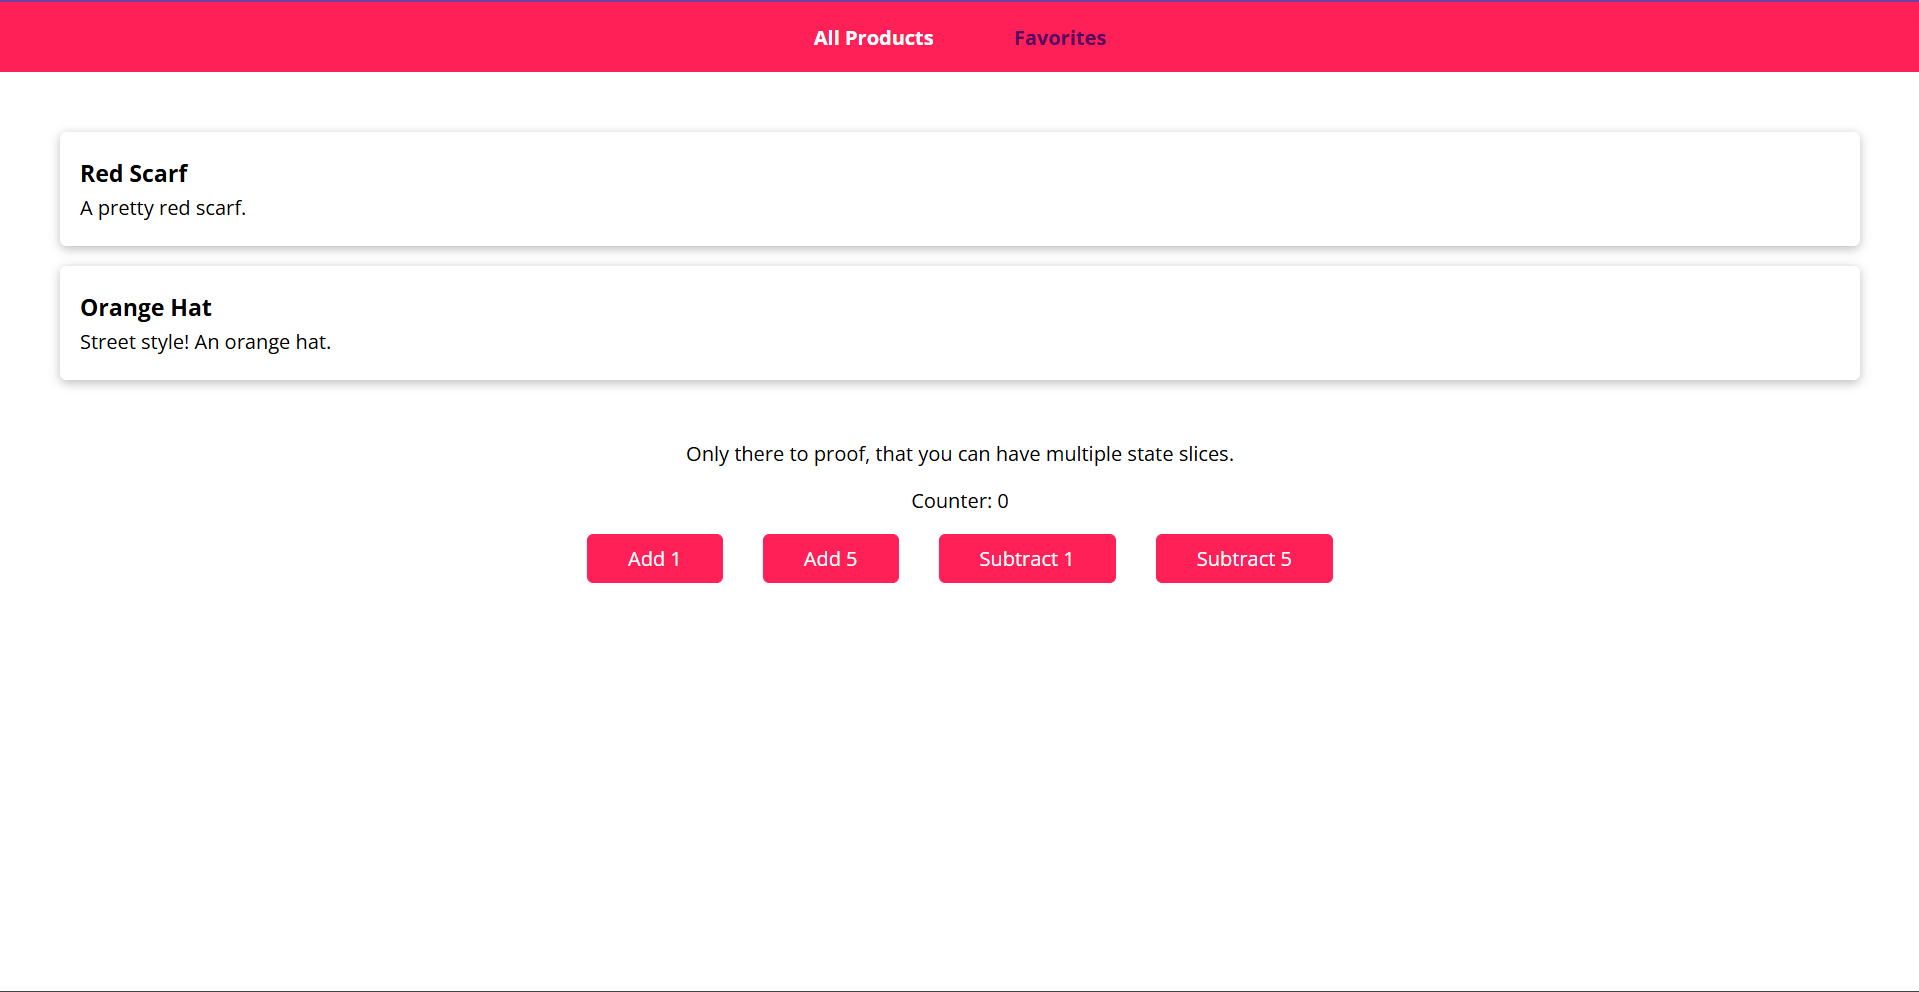 All Products Favorites
Red Scarf
A pretty red scarf.
Orange Hat
Street style! An orange hat.
Only there to proof, that you can have multiple state slices.
Counter: 0
Add 1 Add 5 Subtract 1 Subtract 5